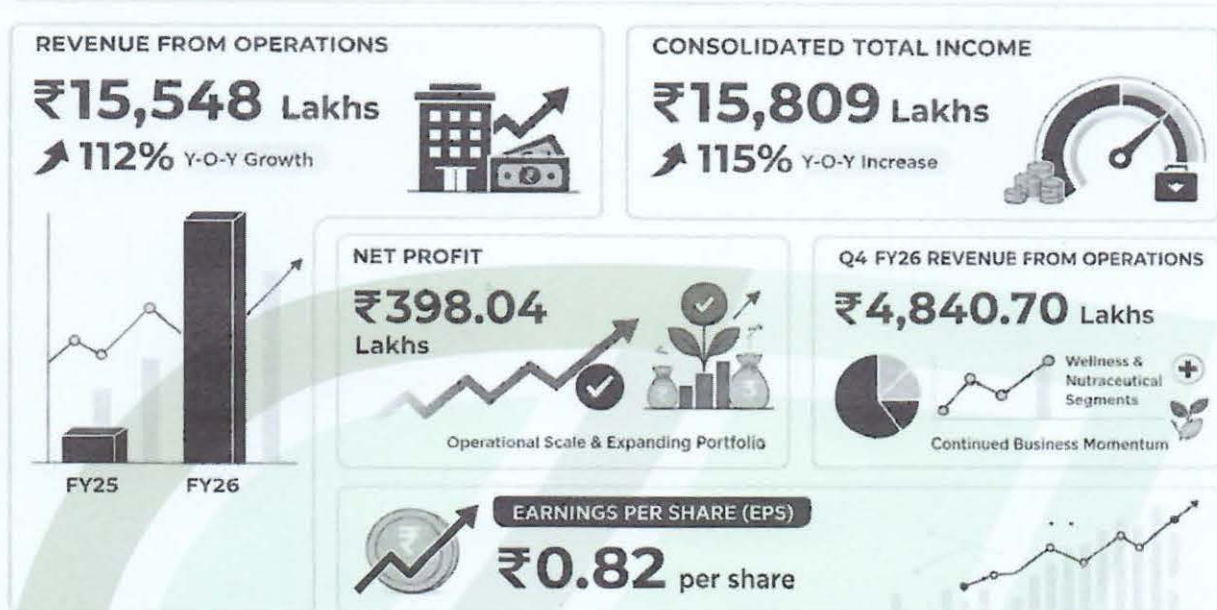 REVENUE FROM OPERATIONS
₹15,548 Lakhs
112% Y-O-Y Growth
CONSOLIDATED TOTAL INCOME
₹15,809 Lakhs
115% Y-O-Y Increase
FY25 FY26
NET PROFIT
₹398.04
Lakhs
Operational Scale & Expanding Portfolio
Q4 FY26 REVENUE FROM OPERATIONS
₹4,840.70 Lakhs
Wellness &
Nutraceutical
Segments
Continued Business Momentum
EARNINGS PER SHARE (EPS)
₹0.82 per share